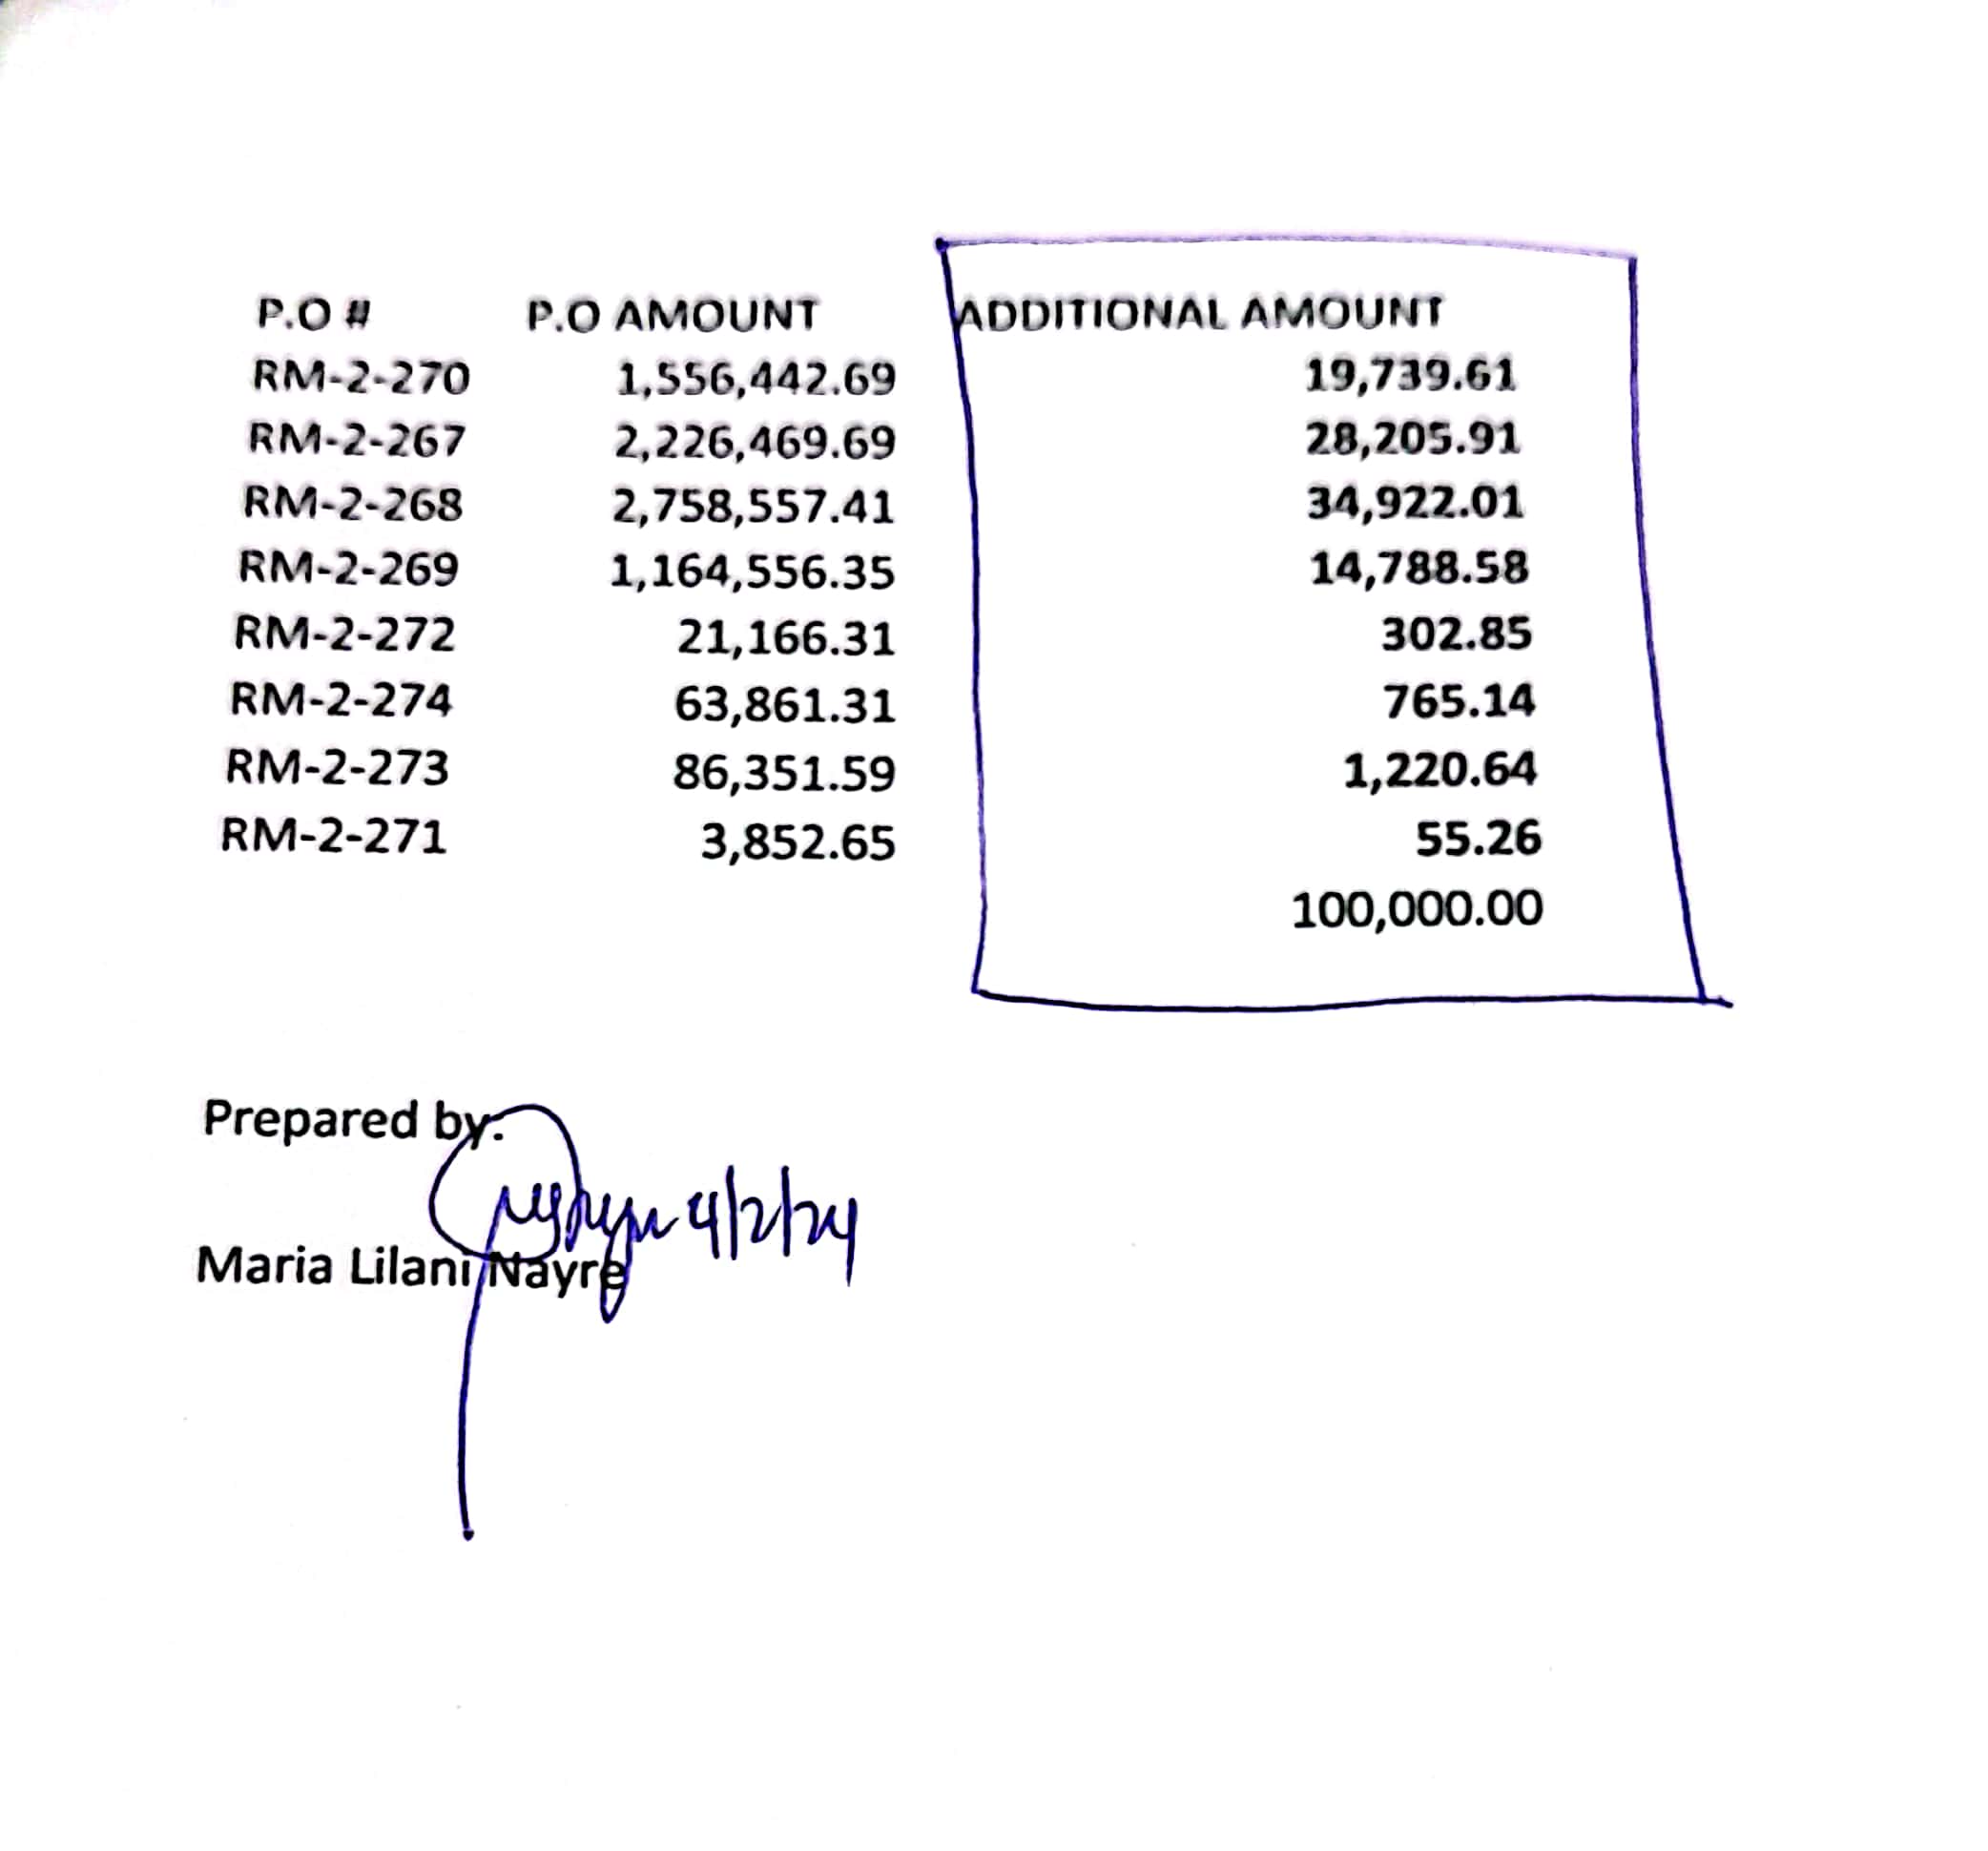 P.O # P.O AMOUNT ADDITIONAL AMOUNT
RM-2-270 1,556,442.69 19,739.61
RM-2-267 2,226,469.69 28,205.91
RM-2-268 2,758,557.41 34,922.01
RM-2-269 1,164,556.35 14,788.58
RM-2-272 21,166.31 302.85
RM-2-274 63,861.31 765.14
RM-2-273 86,351.59 1,220.64
RM-2-271 3,852.65 55.26
100,000.00
Prepared by:
4/2/24
Maria Lilani Nayre